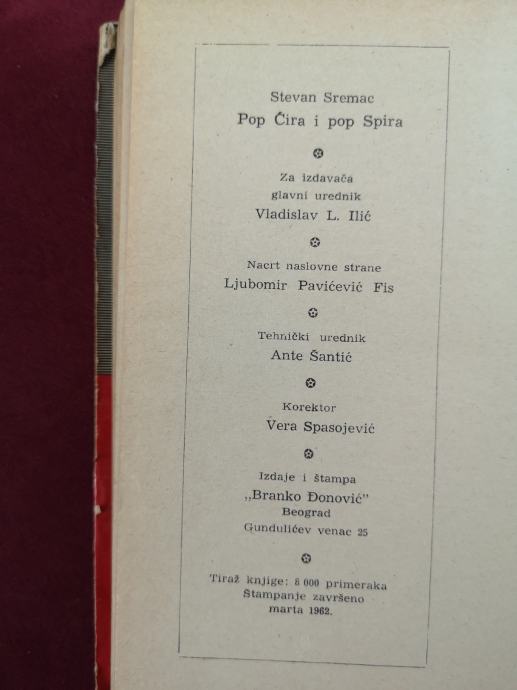 Stevan Sremac
Pop Ćira i pop Spira
Za izdavača
glavni urednik
Vladislav L. Ilić
Nacrt naslovne strane
Ljubomir Pavićević Fis
Tehnički urednik
Ante Šantić
Korektor
Vera Spasojević
Izdaje i štampa
„Branko Đonović”
Beograd
Gundulićev venac 25
Tiraž knjige: 8 000 primeraka
Štampanje završeno
marta 1962.